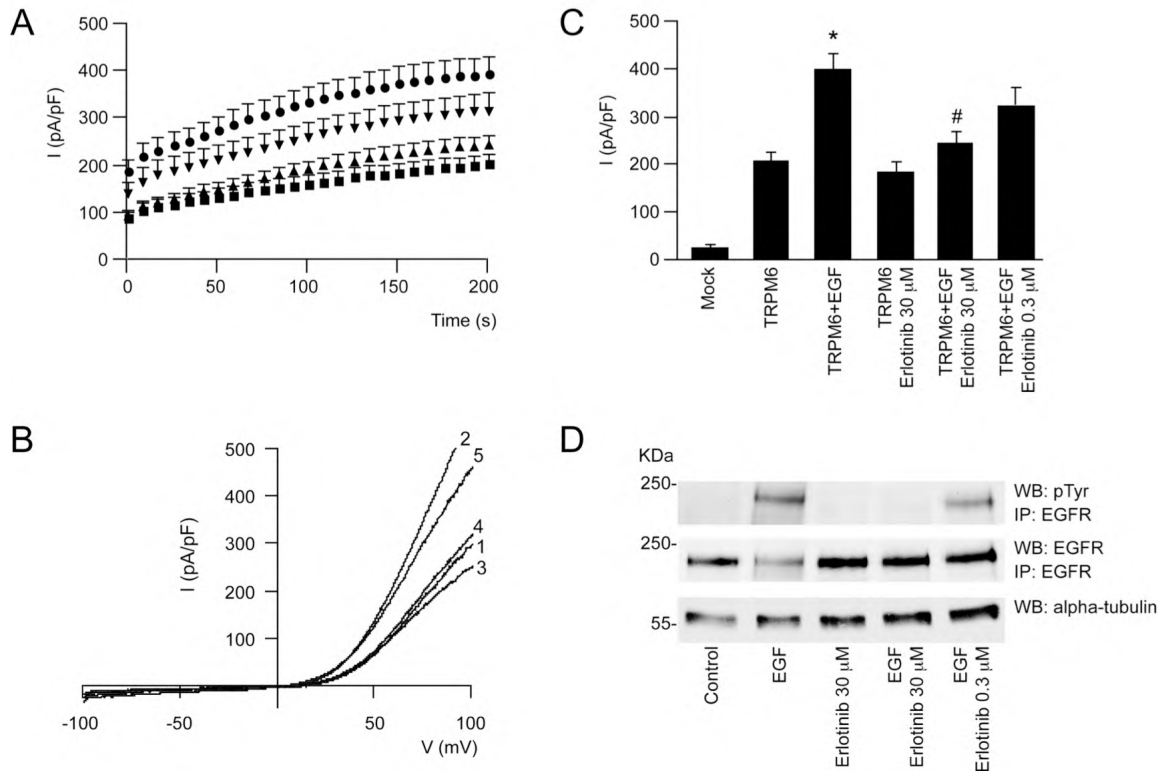 A
500
400
300
200
100
0
I (pA/pF)
0
50
100
150
200
Time (s)
C
500
400
300
200
100
0
I (pA/pF)
*
#
Mock
TRPM6
TRPM6+EGF
TRPM6
Erlotinib 30 µM
TRPM6+EGF
Erlotinib 30 µM
TRPM6+EGF
Erlotinib 0.3 µM
B
500
400
300
200
100
I (pA/pF)
2
5
4
1
3
-100
-50
50
100
V (mV)
D
KDa
250-
WB: pTyr
IP: EGFR
250-
WB: EGFR
IP: EGFR
55-
WB: alpha-tubulin
Control
EGF
Erlotinib 30 µM
EGF
Erlotinib 30 µM
EGF
Erlotinib 0.3 µM